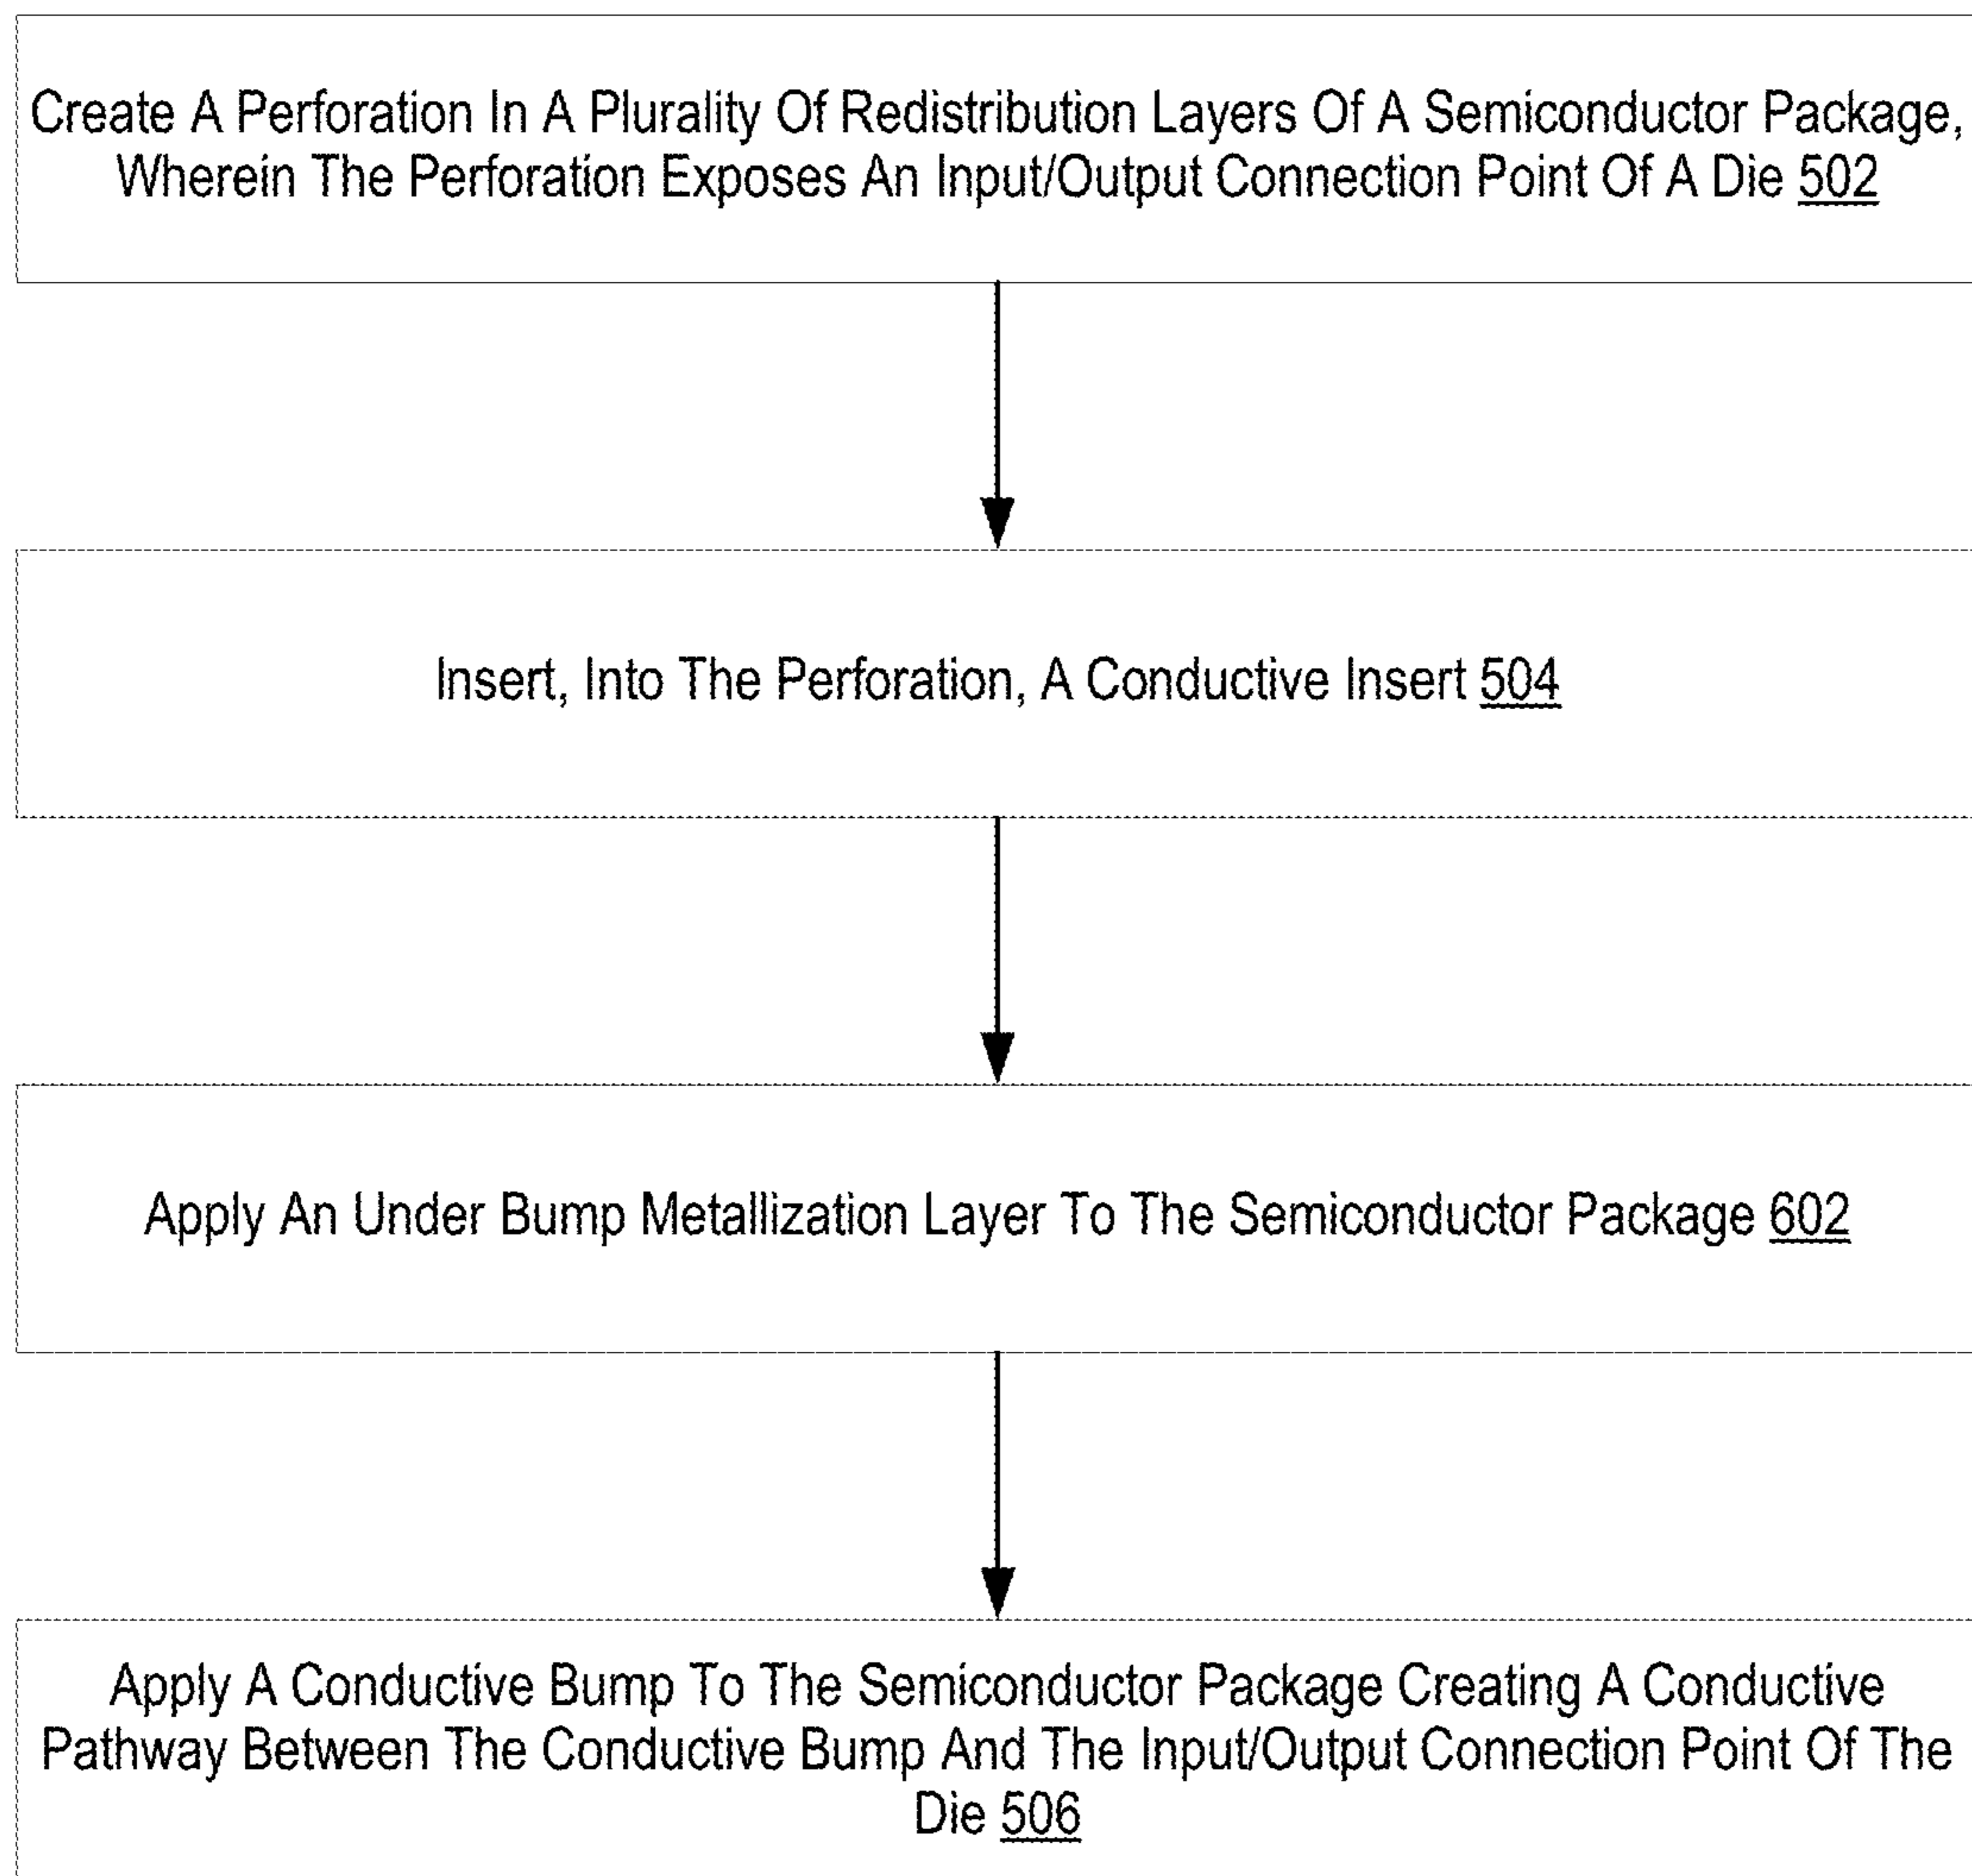 Create A Perforation In A Plurality Of Redistribution Layers Of A Semiconductor Package,
Wherein The Perforation Exposes An Input/Output Connection Point Of A Die 502
Insert, Into The Perforation, A Conductive Insert 504
Apply An Under Bump Metallization Layer To The Semiconductor Package 602
Apply A Conductive Bump To The Semiconductor Package Creating A Conductive
Pathway Between The Conductive Bump And The Input/Output Connection Point Of The
Die 506